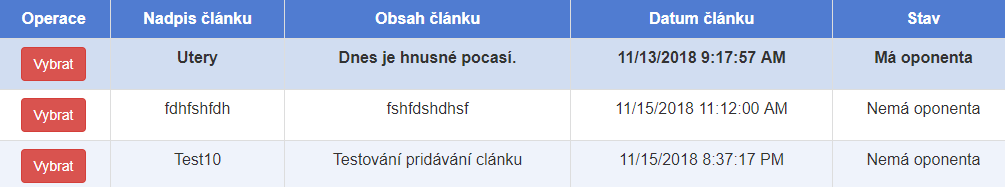 Operace Nadpis článku Obsah článku Datum článku Stav
Vybrat Utery Dnes je hnusné pocasí. 11/13/2018 9:17:57 AM Má oponenta
Vybrat fdhfshfdh fshfdshdhsf 11/15/2018 11:12:00 AM Nemá oponenta
Vybrat Test10 Testování pridávání clánku 11/15/2018 8:37:17 PM Nemá oponenta